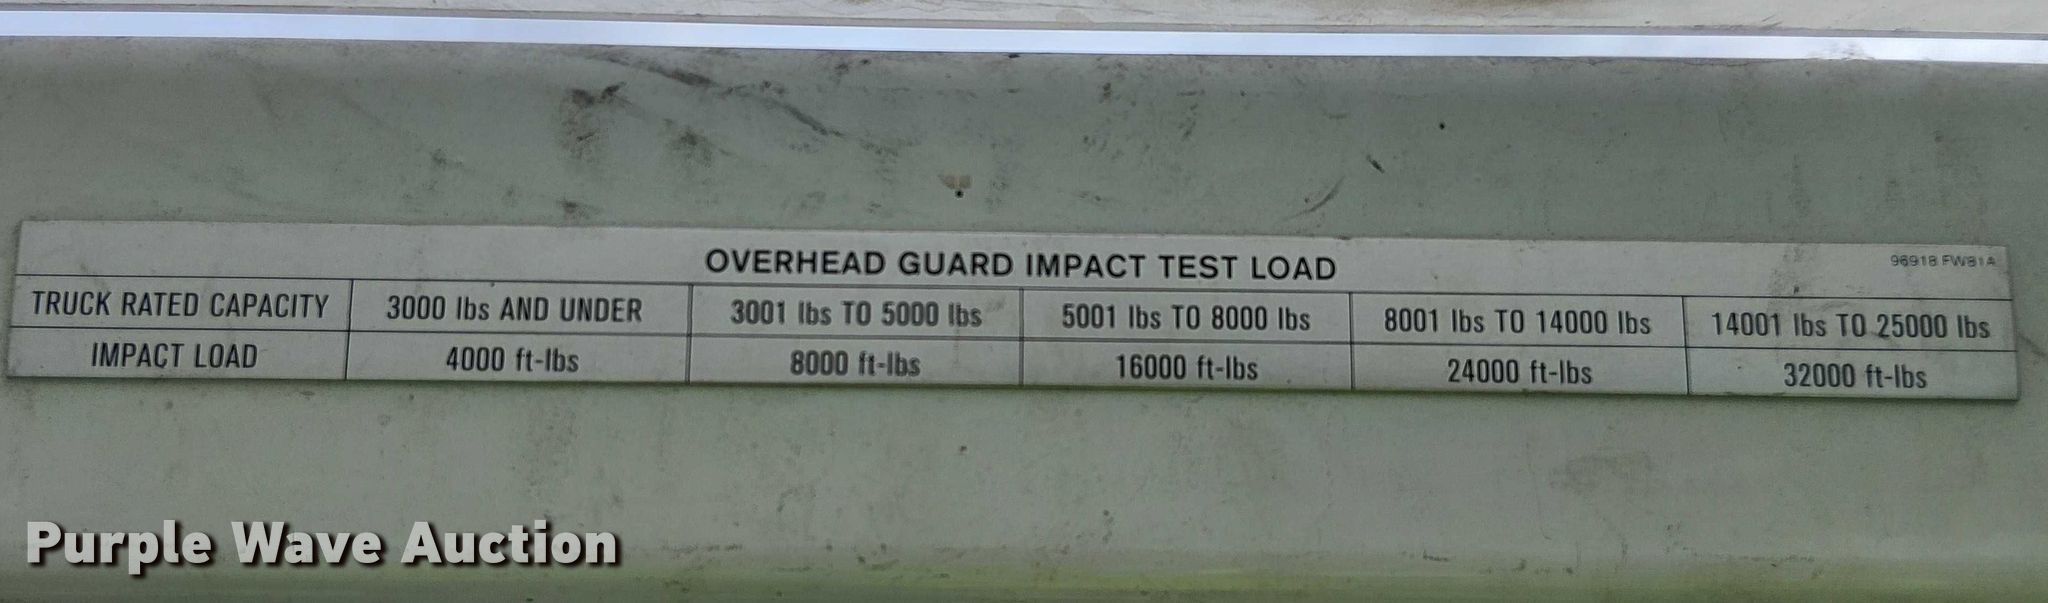 OVERHEAD GUARD IMPACT TEST LOAD
96918 FW81A
TRUCK RATED CAPACITY 3000 lbs AND UNDER 3001 lbs TO 5000 lbs 5001 lbs TO 8000 lbs 8001 lbs TO 14000 lbs 14001 lbs TO 25000 lbs
IMPACT LOAD 4000 ft-lbs 8000 ft-lbs 16000 ft-lbs 24000 ft-lbs 32000 ft-lbs
Purple Wave Auction